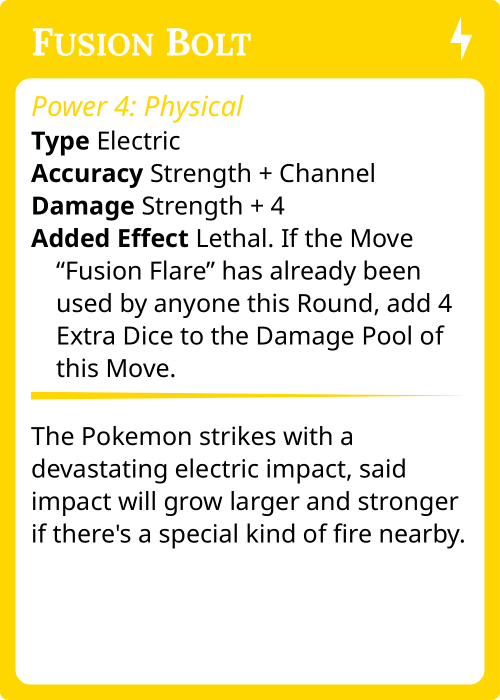 Fusion Bolt
Power 4: Physical
Type Electric
Accuracy Strength + Channel
Damage Strength + 4
Added Effect Lethal. If the Move
“Fusion Flare” has already been
used by anyone this Round, add 4
Extra Dice to the Damage Pool of
this Move.
The Pokemon strikes with a
devastating electric impact, said
impact will grow larger and stronger
if there's a special kind of fire nearby.